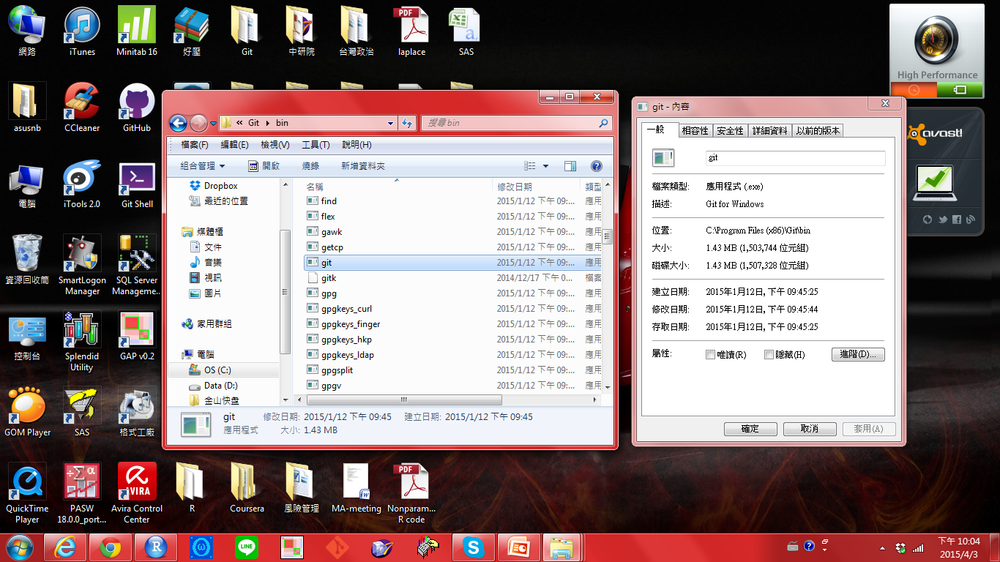 網路
iTunes
Minitab 16
好壓
Git
中研院
台灣政治
laplace
SAS
asusnb
CCleaner
GitHub
電腦
iTools 2.0
Git Shell
資源回收筒
SmartLogon Manager
SQL Server Manageme...
控制台
Splendid Utility
GAP v0.2
GOM Player
SAS
格式工廠
QuickTime Player
PASW 18.0.0_port...
Avira Control Center
R
Coursera
風險管理
MA-meeting
Nonparam... R code
High Performance
avast!
Git
bin
搜尋 bin
檔案(F) 編輯(E) 檢視(V) 工具(T) 說明(H)
組合管理 開啟 燒錄 新增資料夾
Dropbox
最近的位置
媒體櫃
文件
音樂
視訊
圖片
家用群組
電腦
OS (C:)
Data (D:)
金山快盘
名稱 修改日期 類型
find 2015/1/12 下午 09:... 應用
flex 2015/1/12 下午 09:... 應用
gawk 2015/1/12 下午 09:... 應用
getcp 2015/1/12 下午 09:... 應用
git 2015/1/12 下午 09:... 應用
gitk 2014/12/17 下午 0... 檔案
gpg 2015/1/12 下午 09:... 應用
gpgkeys_curl 2015/1/12 下午 09:... 應用
gpgkeys_finger 2015/1/12 下午 09:... 應用
gpgkeys_hkp 2015/1/12 下午 09:... 應用
gpgkeys_ldap 2015/1/12 下午 09:... 應用
gpgsplit 2015/1/12 下午 09:... 應用
gpgv 2015/1/12 下午 09:... 應用
git 修改日期: 2015/1/12 下午 09:45 建立日期: 2015/1/12 下午 09:45
應用程式 大小: 1.43 MB
git - 內容
一般 相容性 安全性 詳細資料 以前的版本
git
檔案類型: 應用程式 (.exe)
描述: Git for Windows
位置: C:\Program Files (x86)\Git\bin
大小: 1.43 MB (1,503,744 位元組)
磁碟大小: 1.43 MB (1,507,328 位元組)
建立日期: 2015年1月12日, 下午 09:45:25
修改日期: 2015年1月12日, 下午 09:45:44
存取日期: 2015年1月12日, 下午 09:45:25
屬性: 唯讀(R) 隱藏(H) 進階(D)...
確定 取消 套用(A)
LINE
下午 10:04
2015/4/3